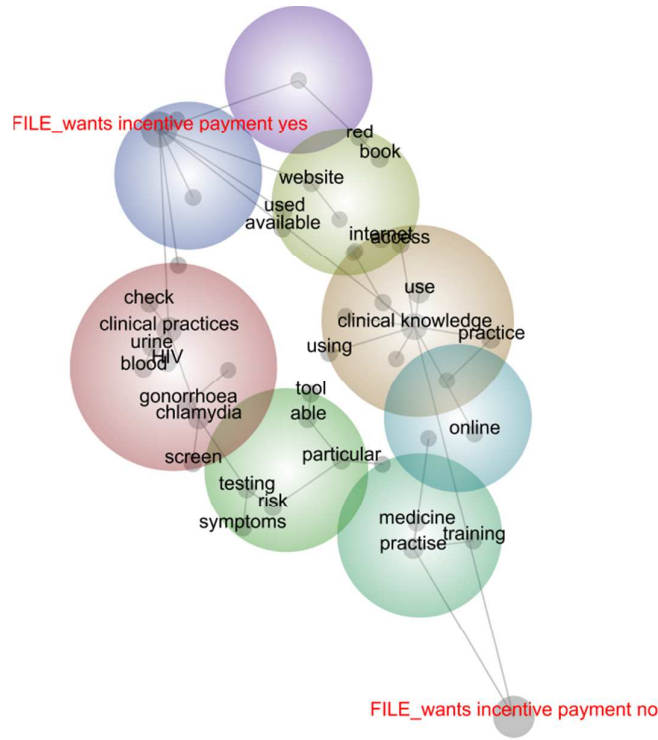 FILE_wants incentive payment yes
red
book
website
used
available
internet
access
use
check
clinical practices
clinical knowledge
urine
practice
using
HIV
blood
tool
gonorrhoea
chlamydia
able
online
screen
particular
testing
risk
symptoms
medicine
training
practise
FILE_wants incentive payment no